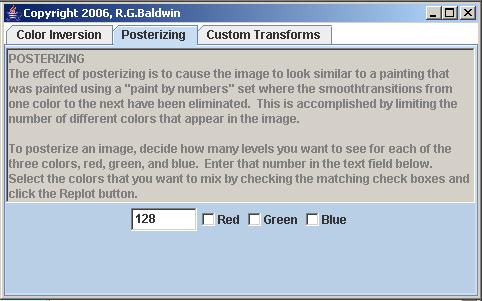 Copyright 2006, R.G.Baldwin
Color Inversion Posterizing Custom Transforms
POSTERIZING
The effect of posterizing is to cause the image to look similar to a painting that
was painted using a "paint by numbers" set where the smoothtransitions from
one color to the next have been eliminated.  This is accomplished by limiting the
number of different colors that appear in the image.
To posterize an image, decide how many levels you want to see for each of the
three colors, red, green, and blue.  Enter that number in the text field below.
Select the colors that you want to mix by checking the matching check boxes and
click the Replot button.
128 Red Green Blue